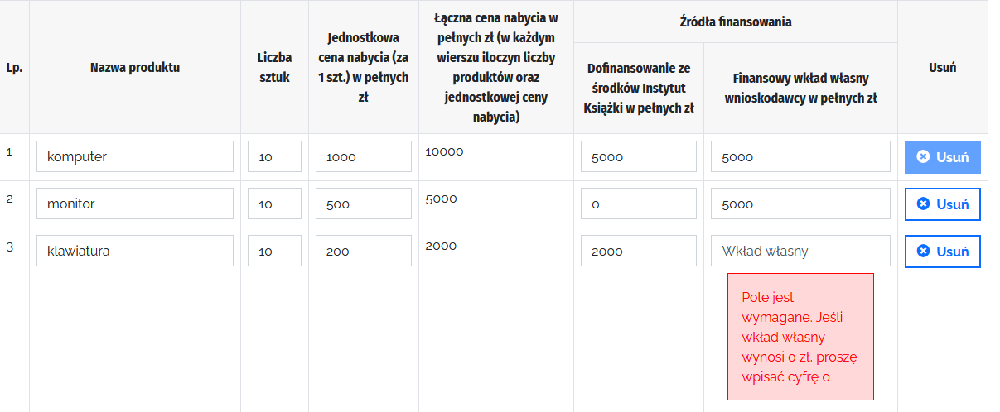 Lp.
Nazwa produktu
Liczba
sztuk
Jednostkowa
cena nabycia (za
1 szt.) w pełnych
zł
Łączna cena nabycia w
pełnych zł (w każdym
wierszu iloczyn liczby
produktów oraz
jednostkowej ceny
nabycia)
Źródła finansowania
Dofinansowanie ze
środków Instytut
Książki w pełnych zł
Finansowy wkład własny
wnioskodawcy w pełnych zł
Usuń
1 komputer 10 1000 10000 5000 5000 Usuń
2 monitor 10 500 5000 0 5000 Usuń
3 klawiatura 10 200 2000 2000 Wkład własny Usuń
Pole jest
wymagane. Jeśli
wkład własny
wynosi 0 zł, proszę
wpisać cyfrę 0